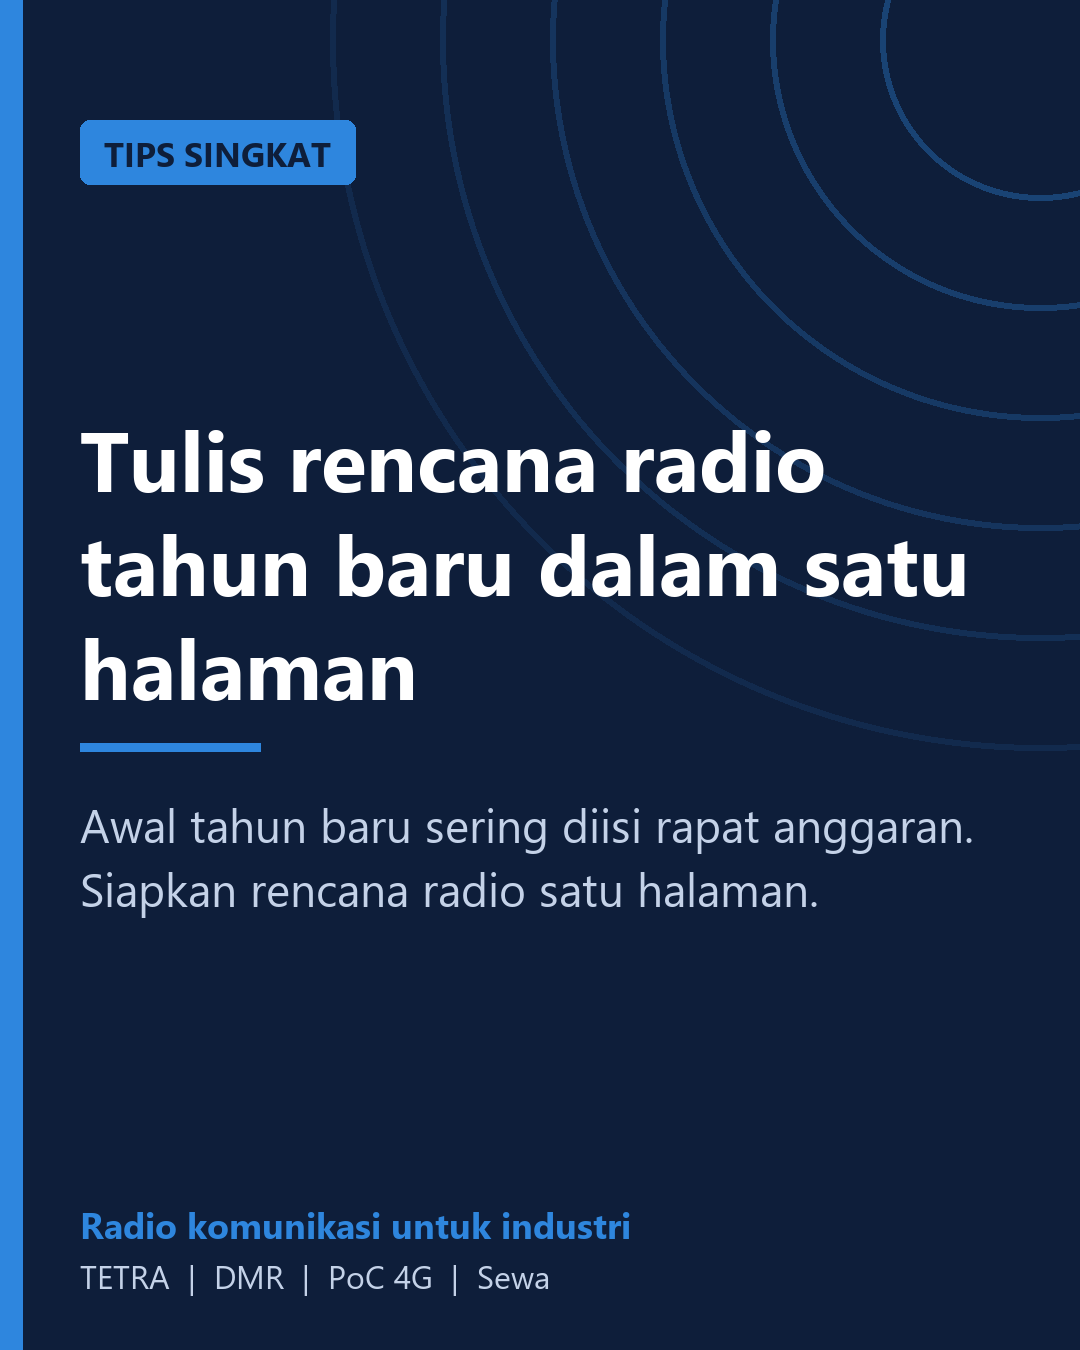 TIPS SINGKAT
Tulis rencana radio
tahun baru dalam satu
halaman
Awal tahun baru sering diisi rapat anggaran.
Siapkan rencana radio satu halaman.
Radio komunikasi untuk industri
TETRA | DMR | PoC 4G | Sewa